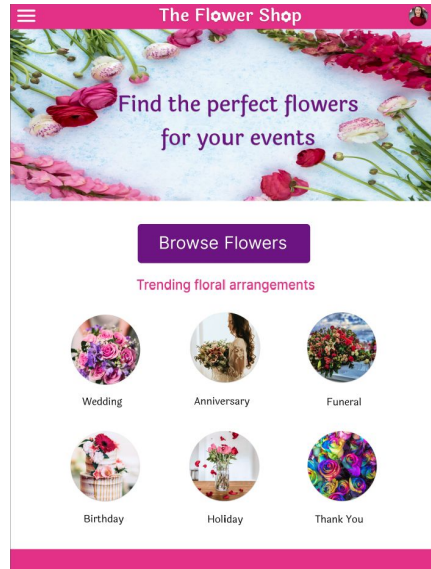 The Flower Shop
Find the perfect flowers
for your events
Browse Flowers
Trending floral arrangements
Wedding
Anniversary
Funeral
Birthday
Holiday
Thank You